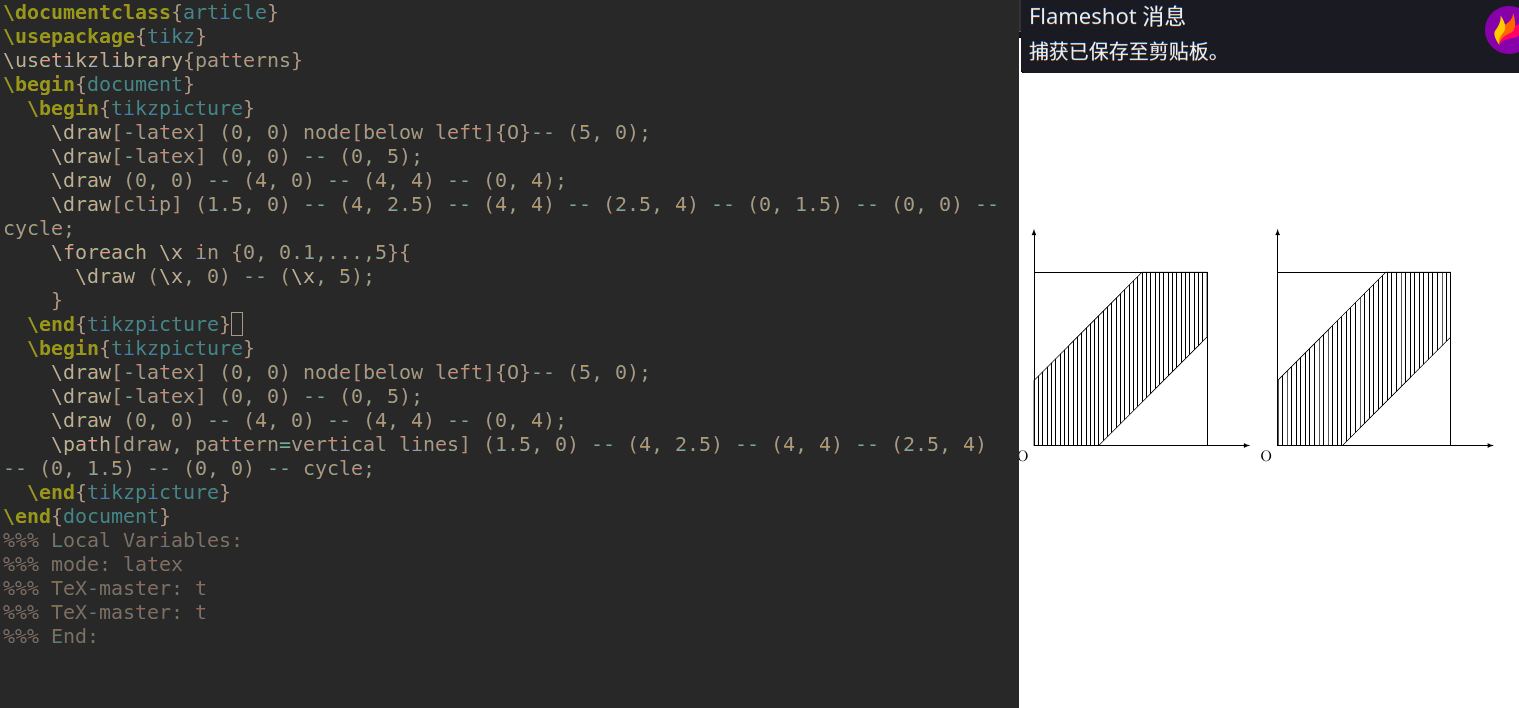 \documentclass{article}
\usepackage{tikz}
\usetikzlibrary{patterns}
\begin{document}
  \begin{tikzpicture}
    \draw[-latex] (0, 0) node[below left]{O}-- (5, 0);
    \draw[-latex] (0, 0) -- (0, 5);
    \draw (0, 0) -- (4, 0) -- (4, 4) -- (0, 4);
    \draw[clip] (1.5, 0) -- (4, 2.5) -- (4, 4) -- (2.5, 4) -- (0, 1.5) -- (0, 0) --
cycle;
    \foreach \x in {0, 0.1,...,5}{
      \draw (\x, 0) -- (\x, 5);
    }
  \end{tikzpicture}
  \begin{tikzpicture}
    \draw[-latex] (0, 0) node[below left]{O}-- (5, 0);
    \draw[-latex] (0, 0) -- (0, 5);
    \draw (0, 0) -- (4, 0) -- (4, 4) -- (0, 4);
    \path[draw, pattern=vertical lines] (1.5, 0) -- (4, 2.5) -- (4, 4) -- (2.5, 4)
-- (0, 1.5) -- (0, 0) -- cycle;
  \end{tikzpicture}
\end{document}
%%% Local Variables:
%%% mode: latex
%%% TeX-master: t
%%% TeX-master: t
%%% End:
Flameshot 消息
捕获已保存至剪贴板。
O
O